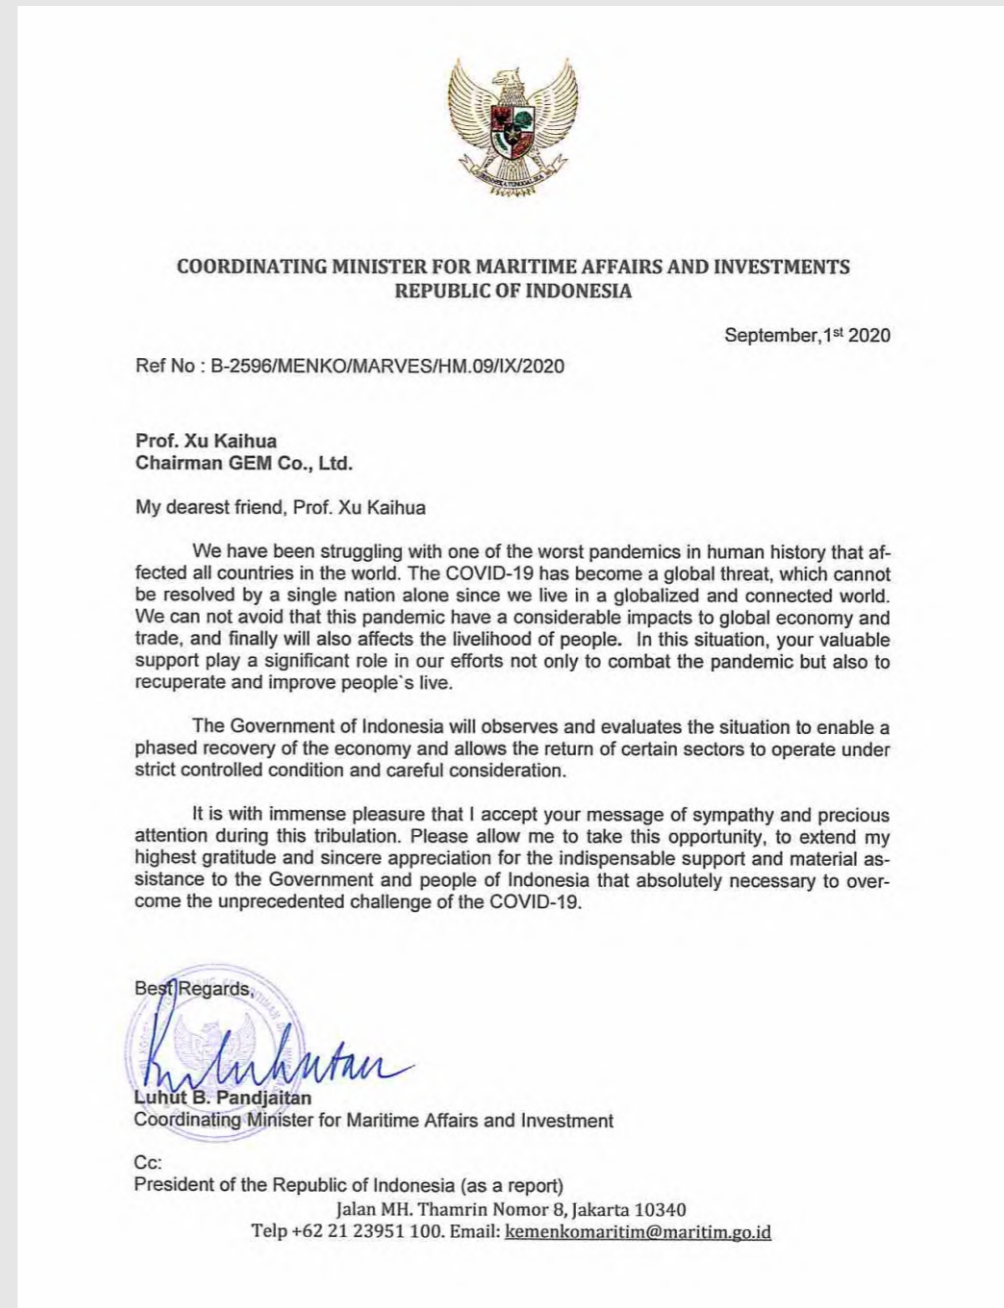 COORDINATING MINISTER FOR MARITIME AFFAIRS AND INVESTMENTS
REPUBLIC OF INDONESIA
September,1st 2020
Ref No : B-2596/MENKO/MARVES/HM.09/IX/2020
Prof. Xu Kaihua
Chairman GEM Co., Ltd.
My dearest friend, Prof. Xu Kaihua
We have been struggling with one of the worst pandemics in human history that af-
fected all countries in the world. The COVID-19 has become a global threat, which cannot
be resolved by a single nation alone since we live in a globalized and connected world.
We can not avoid that this pandemic have a considerable impacts to global economy and
trade, and finally will also affects the livelihood of people. In this situation, your valuable
support play a significant role in our efforts not only to combat the pandemic but also to
recuperate and improve people`s live.
The Government of Indonesia will observes and evaluates the situation to enable a
phased recovery of the economy and allows the return of certain sectors to operate under
strict controlled condition and careful consideration.
It is with immense pleasure that I accept your message of sympathy and precious
attention during this tribulation. Please allow me to take this opportunity, to extend my
highest gratitude and sincere appreciation for the indispensable support and material as-
sistance to the Government and people of Indonesia that absolutely necessary to over-
come the unprecedented challenge of the COVID-19.
Best Regards,
Luhut B. Pandjaitan
Coordinating Minister for Maritime Affairs and Investment
Cc:
President of the Republic of Indonesia (as a report)
Jalan MH. Thamrin Nomor 8, Jakarta 10340
Telp +62 21 23951 100. Email: kemenkomaritim@maritim.go.id